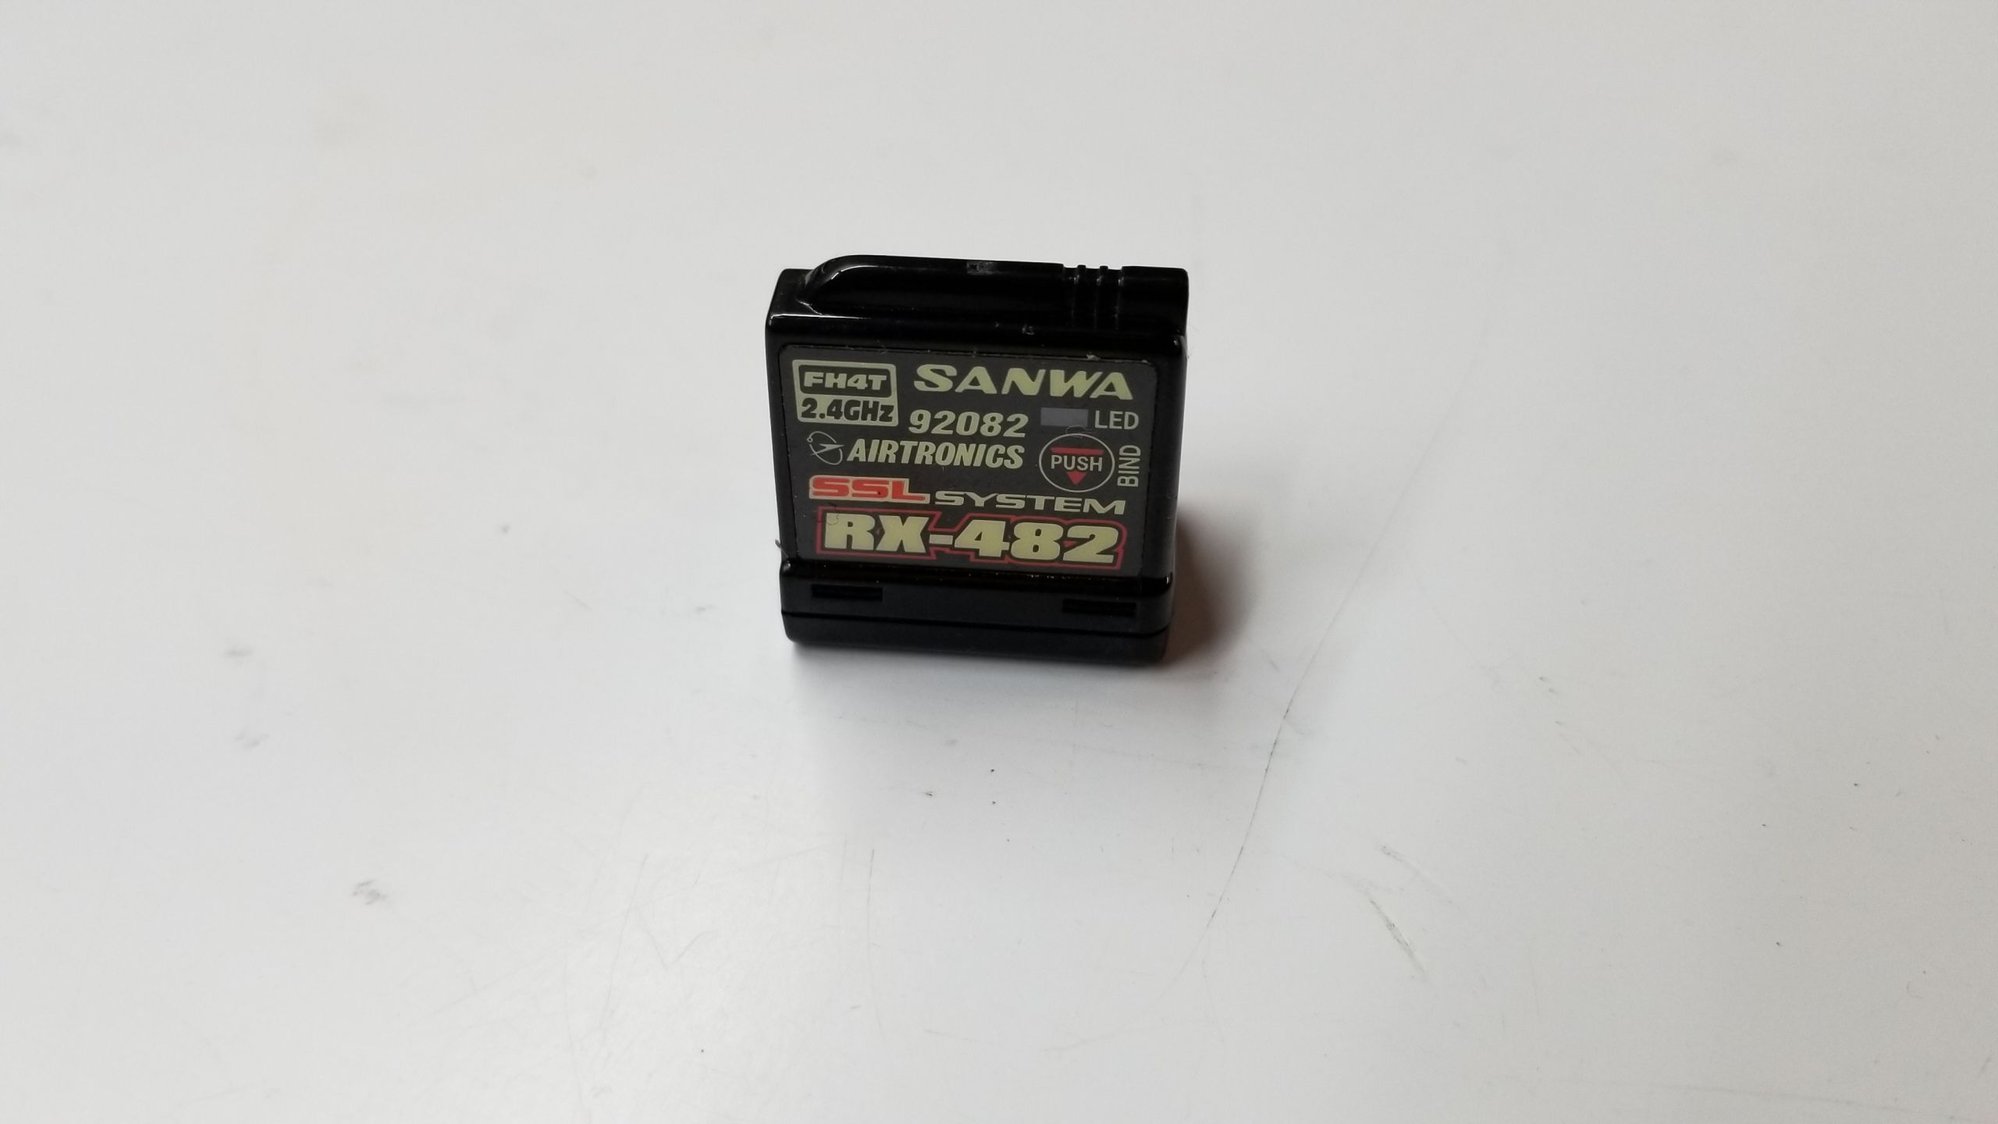 FH4T
2.4GHz
SANWA
92082
LED
AIRTRONICS
PUSH
BIND
SSL SYSTEM
RX-482